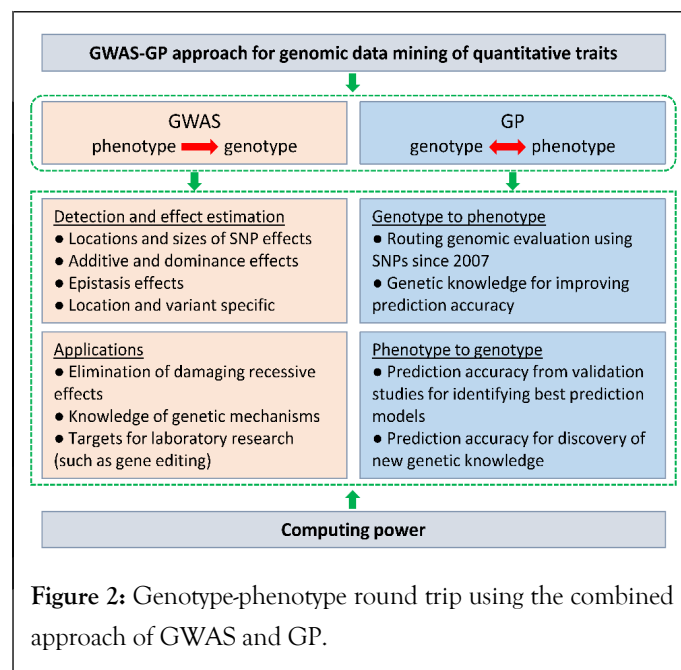 GWAS-GP approach for genomic data mining of quantitative traits
GWAS
phenotype genotype
GP
genotype phenotype
Detection and effect estimation
● Locations and sizes of SNP effects
● Additive and dominance effects
● Epistasis effects
● Location and variant specific
Genotype to phenotype
● Routing genomic evaluation using
SNPs since 2007
● Genetic knowledge for improving
prediction accuracy
Applications
● Elimination of damaging recessive
effects
● Knowledge of genetic mechanisms
● Targets for laboratory research
(such as gene editing)
Phenotype to genotype
● Prediction accuracy from validation
studies for identifying best prediction
models
● Prediction accuracy for discovery of
new genetic knowledge
Computing power
Figure 2: Genotype-phenotype round trip using the combined
approach of GWAS and GP.